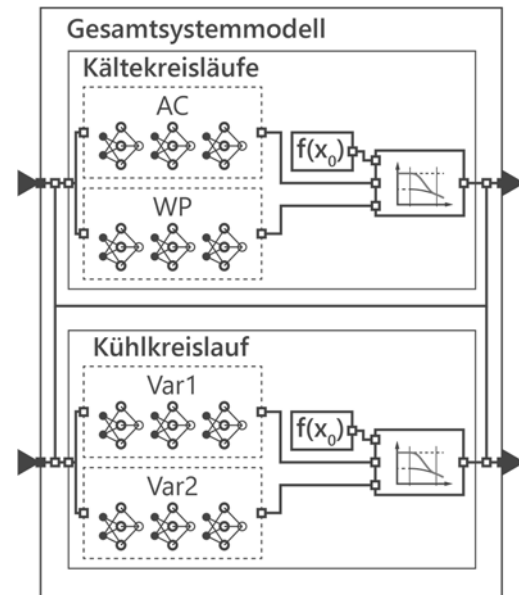 Gesamtsystemmodell
Kältekreisläufe
AC
f(x₀)
WP
Kühlkreislauf
Var1
f(x₀)
Var2